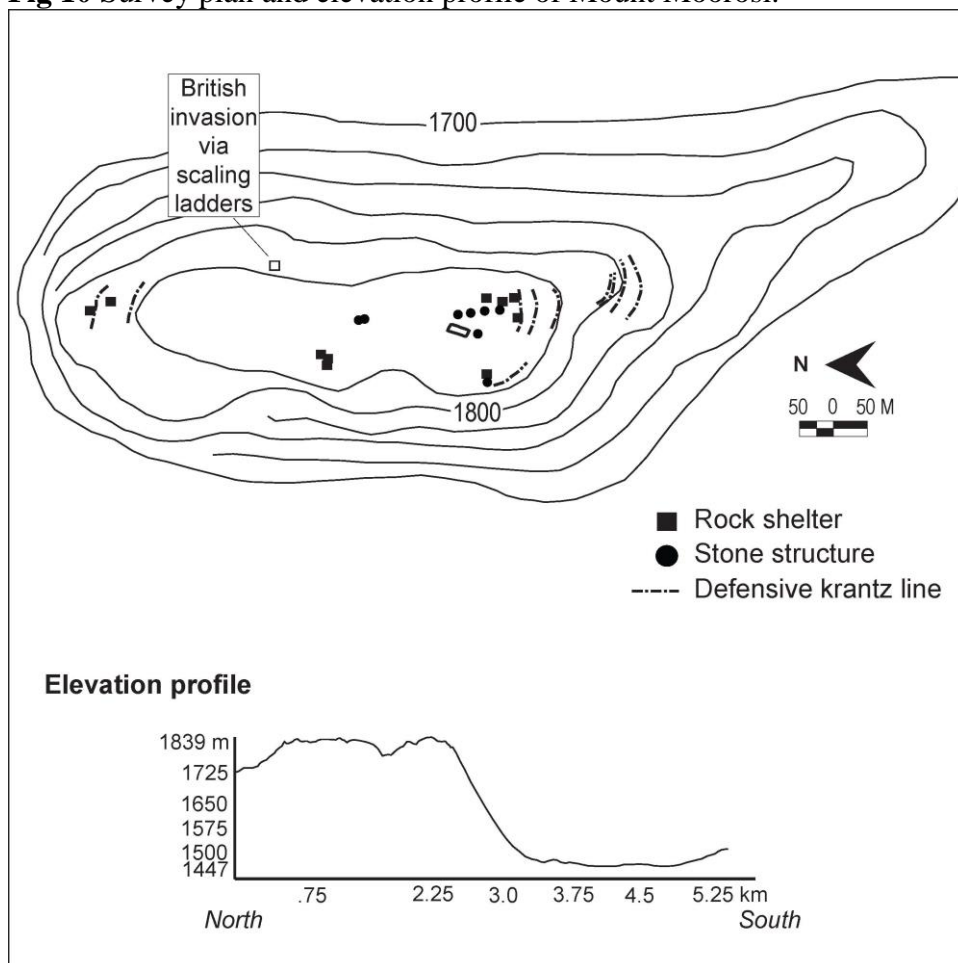 Fig 10 Survey plan and elevation profile of Mount Moorosi.
British
invasion
via
scaling
ladders
1700
1800
N
50 0 50 M
Rock shelter
Stone structure
Defensive krantz line
Elevation profile
1839 m
1725
1650
1575
1500
1447
.75 2.25 3.0 3.75 4.5 5.25 km
North South